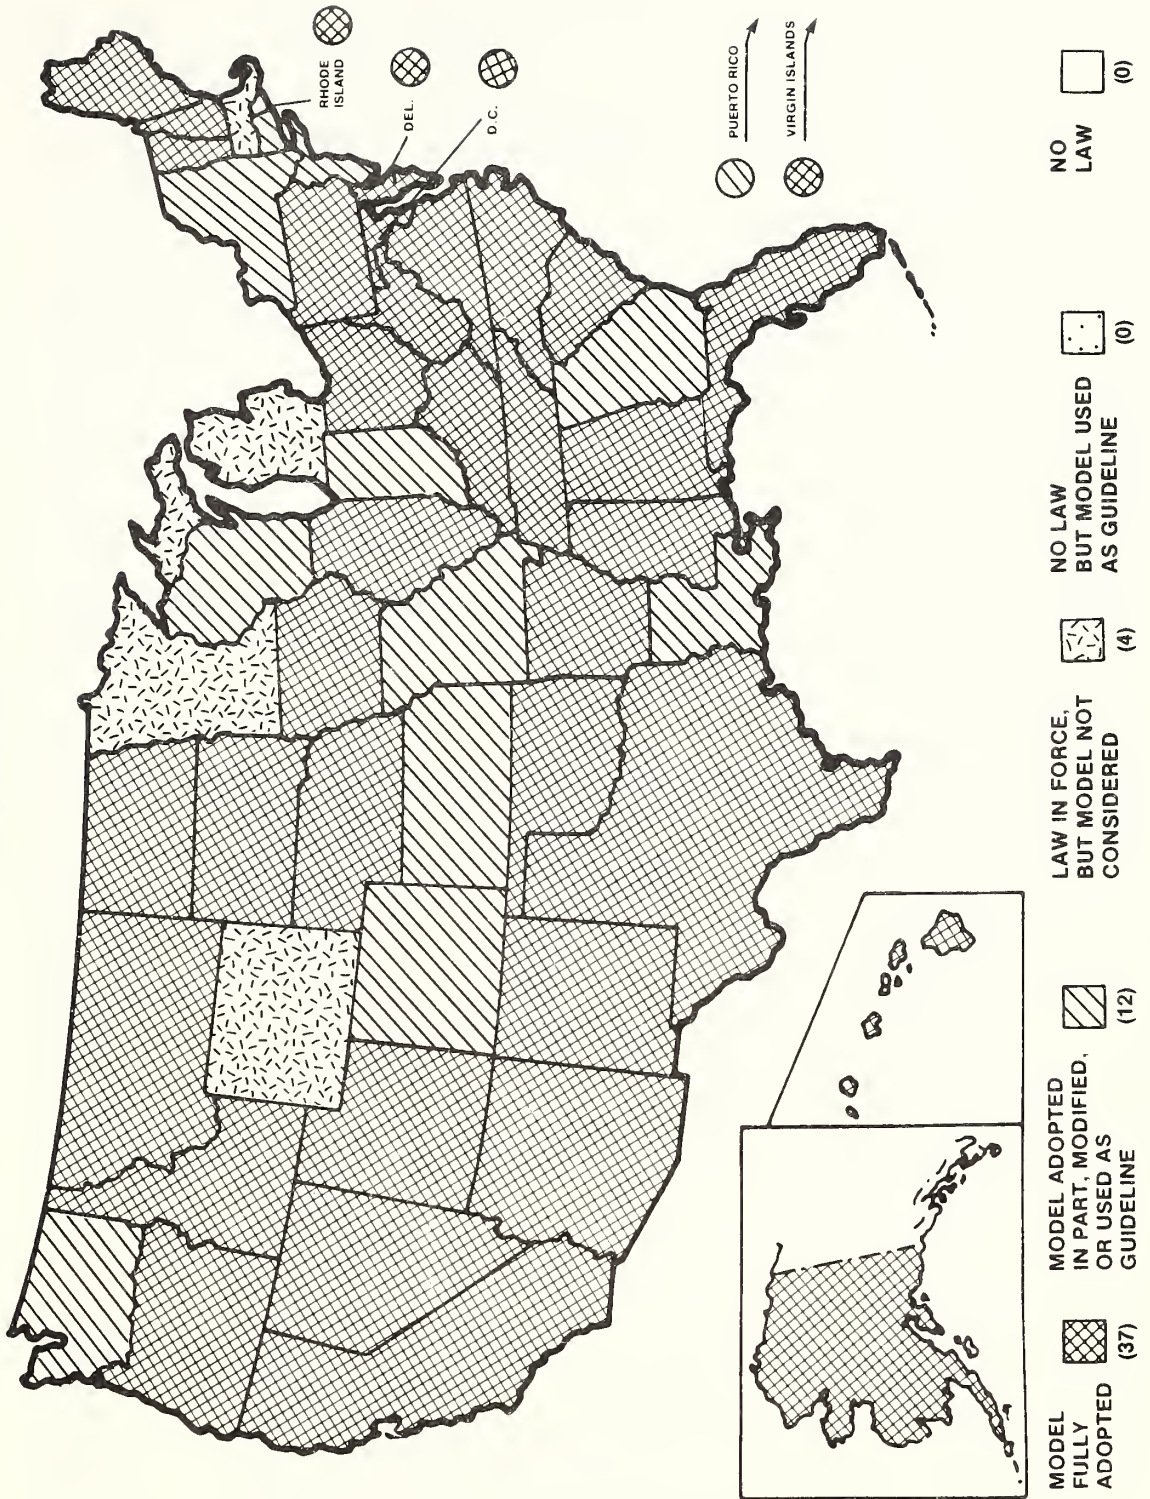 RHODE
ISLAND
DEL.
D.C.
PUERTO RICO
VIRGIN ISLANDS
MODEL
FULLY
ADOPTED
(37)
MODEL ADOPTED
IN PART, MODIFIED,
OR USED AS
GUIDELINE
(12)
LAW IN FORCE,
BUT MODEL NOT
CONSIDERED
(4)
NO LAW
BUT MODEL USED
AS GUIDELINE
(0)
NO
LAW
(0)